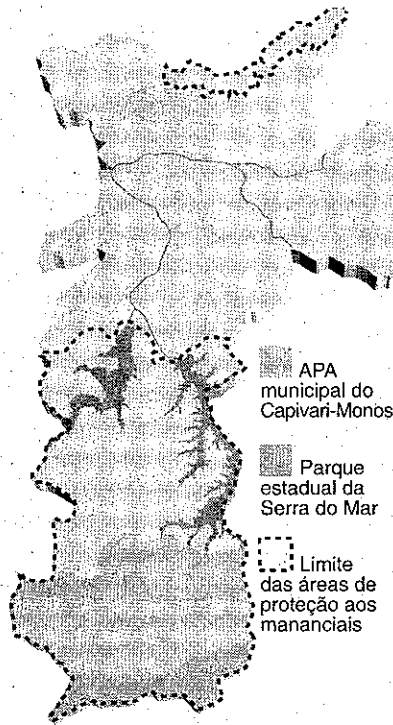 APA
municipal do
Capivari-Monos
Parque
estadual da
Serra do Mar
Limite
das áreas de
proteção aos
mananciais